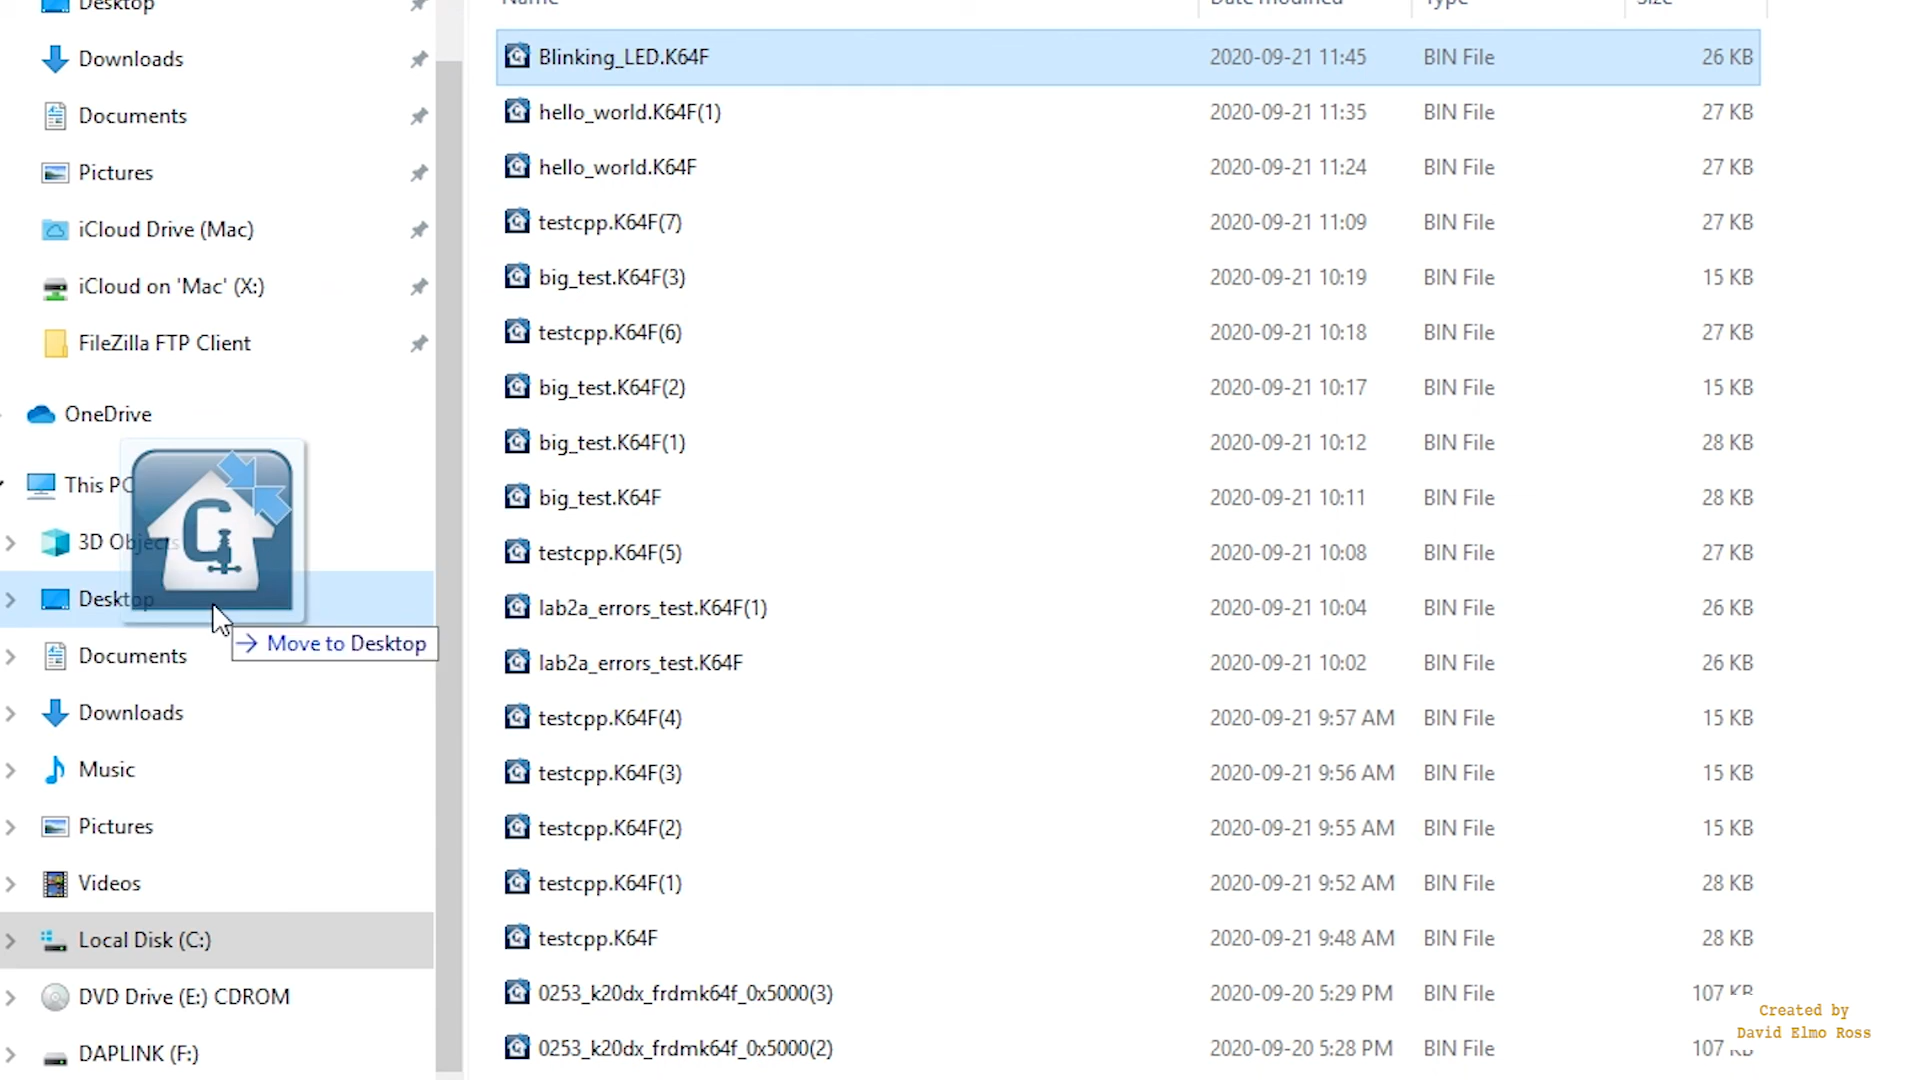 Desktop
Downloads
Documents
Pictures
iCloud Drive (Mac)
iCloud on 'Mac' (X:)
FileZilla FTP Client
OneDrive
This PC
3D Objects
Desktop
Move to Desktop
Documents
Downloads
Music
Pictures
Videos
Local Disk (C:)
DVD Drive (E:) CDROM
DAPLINK (F:)
Name Date modified Type Size
Blinking_LED.K64F 2020-09-21 11:45 BIN File 26 KB
hello_world.K64F(1) 2020-09-21 11:35 BIN File 27 KB
hello_world.K64F 2020-09-21 11:24 BIN File 27 KB
testcpp.K64F(7) 2020-09-21 11:09 BIN File 27 KB
big_test.K64F(3) 2020-09-21 10:19 BIN File 15 KB
testcpp.K64F(6) 2020-09-21 10:18 BIN File 27 KB
big_test.K64F(2) 2020-09-21 10:17 BIN File 15 KB
big_test.K64F(1) 2020-09-21 10:12 BIN File 28 KB
big_test.K64F 2020-09-21 10:11 BIN File 28 KB
testcpp.K64F(5) 2020-09-21 10:08 BIN File 27 KB
lab2a_errors_test.K64F(1) 2020-09-21 10:04 BIN File 26 KB
lab2a_errors_test.K64F 2020-09-21 10:02 BIN File 26 KB
testcpp.K64F(4) 2020-09-21 9:57 AM BIN File 15 KB
testcpp.K64F(3) 2020-09-21 9:56 AM BIN File 15 KB
testcpp.K64F(2) 2020-09-21 9:55 AM BIN File 15 KB
testcpp.K64F(1) 2020-09-21 9:52 AM BIN File 28 KB
testcpp.K64F 2020-09-21 9:48 AM BIN File 28 KB
0253_k20dx_frdmk64f_0x5000(3) 2020-09-20 5:29 PM BIN File 107 KB
0253_k20dx_frdmk64f_0x5000(2) 2020-09-20 5:28 PM BIN File 107 KB
Created by
David Elmo Ross